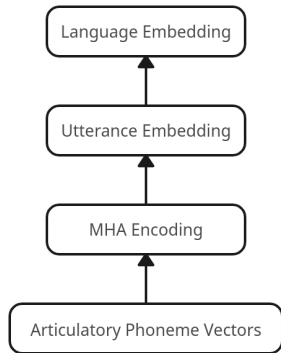 Language Embedding
Utterance Embedding
MHA Encoding
Articulatory Phoneme Vectors